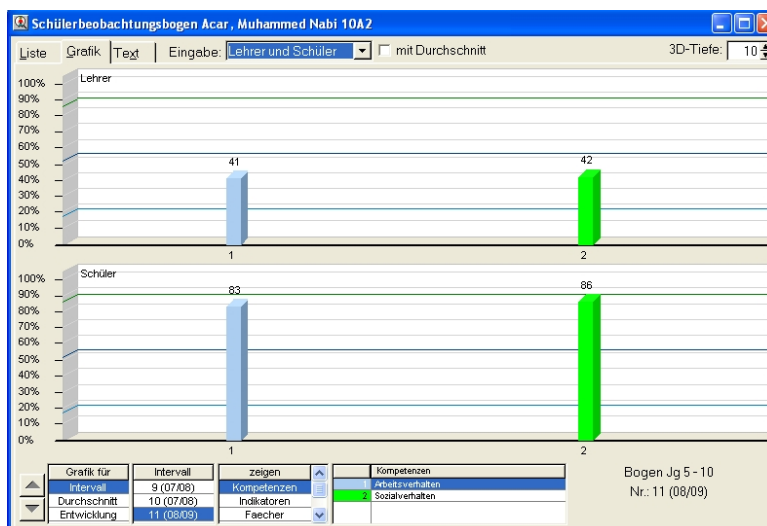 Schülerbeobachtungsbogen Acar, Muhammed Nabi 10A2
Liste Grafik Text Eingabe: Lehrer und Schüler mit Durchschnitt 3D-Tiefe: 10
Lehrer
100%
90%
80%
70%
60%
50%
40%
30%
20%
10%
0%
41
42
1
2
Schüler
100%
90%
80%
70%
60%
50%
40%
30%
20%
10%
0%
83
86
1
2
Grafik für
Intervall
Durchschnitt
Entwicklung
Intervall
9 (07/08)
10 (07/08)
11 (08/09)
zeigen
Kompetenzen
Indikatoren
Faecher
Kompetenzen
1 Arbeitsverhalten
2 Sozialverhalten
Bogen Jg 5 - 10
Nr.: 11 (08/09)